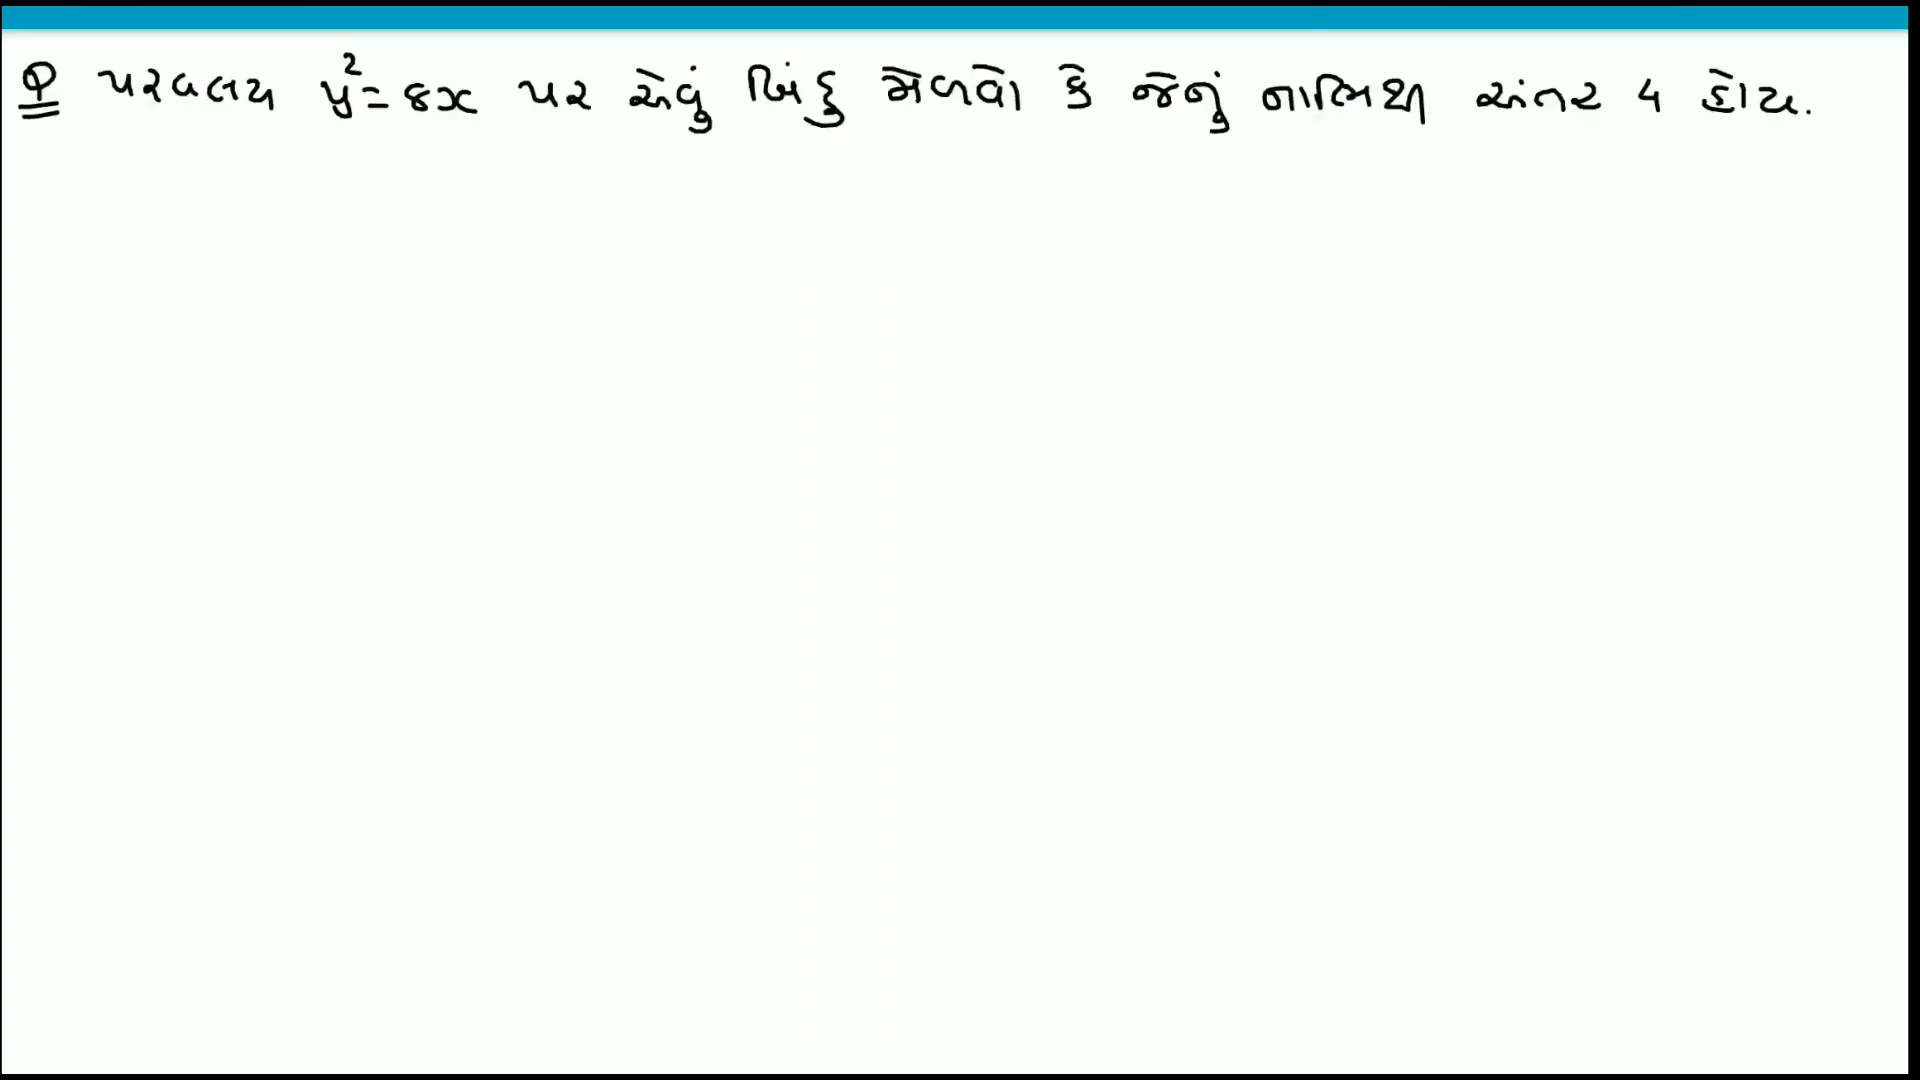 Q પરવલય y² = 8x પર એવું બિંદુ મેળવો કે જેનું નાભિથી અંતર 4 હોય.